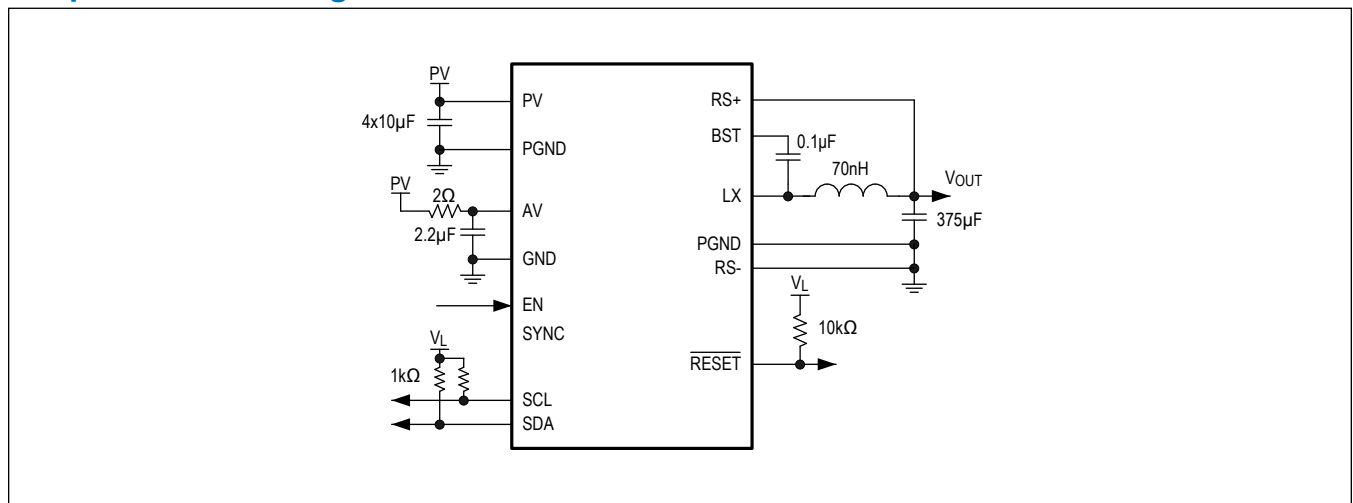 PV
4x10µF
PV
PGND
PV
2Ω
AV
2.2µF
GND
EN
SYNC
VL
1kΩ
SCL
SDA
RS+
BST
0.1µF
70nH
LX
VOUT
375µF
PGND
RS-
VL
10kΩ
RESET